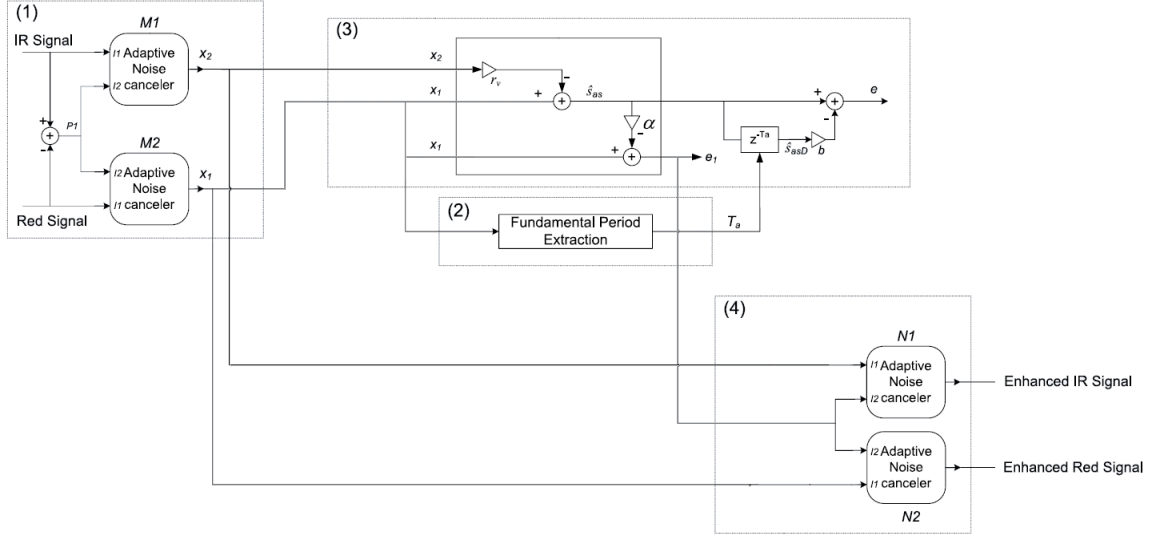 (1)
M1
IR Signal
I1 Adaptive
Noise
I2 canceler
x2
+
P1
-
M2
I2 Adaptive
Noise
I1 canceler
x1
Red Signal
(3)
x2
rv
-
x1
+
ŝas
α
-
x1
+
e1
z-Ta
ŝasD
b
+
-
e
(2)
Fundamental Period
Extraction
Ta
(4)
N1
I1 Adaptive
Noise
I2 canceler
Enhanced IR Signal
I2 Adaptive
Noise
I1 canceler
Enhanced Red Signal
N2